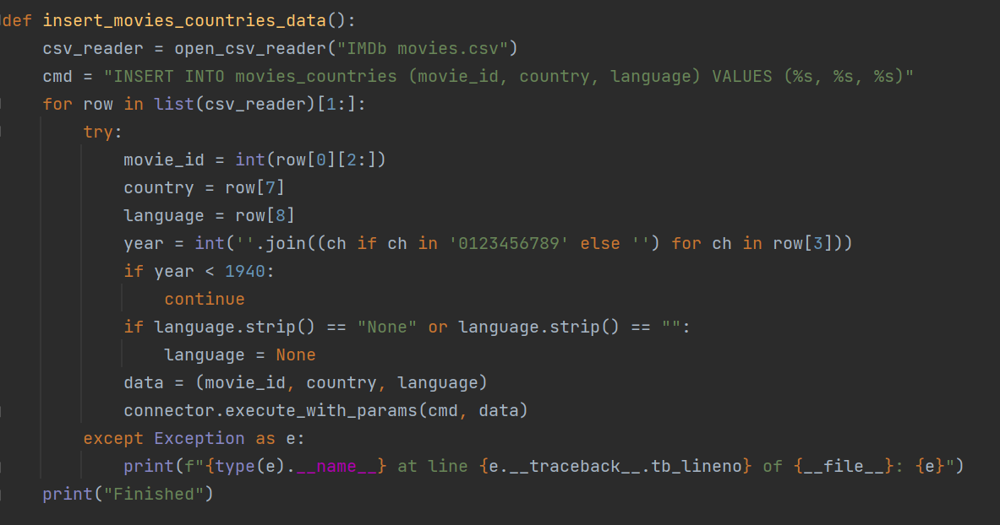 def insert_movies_countries_data():
    csv_reader = open_csv_reader("IMDb movies.csv")
    cmd = "INSERT INTO movies_countries (movie_id, country, language) VALUES (%s, %s, %s)"
    for row in list(csv_reader)[1:]:
        try:
            movie_id = int(row[0][2:])
            country = row[7]
            language = row[8]
            year = int(''.join((ch if ch in '0123456789' else '') for ch in row[3]))
            if year < 1940:
                continue
            if language.strip() == "None" or language.strip() == "":
                language = None
            data = (movie_id, country, language)
            connector.execute_with_params(cmd, data)
        except Exception as e:
            print(f"{type(e).__name__} at line {e.__traceback__.tb_lineno} of {__file__}: {e}")
    print("Finished")